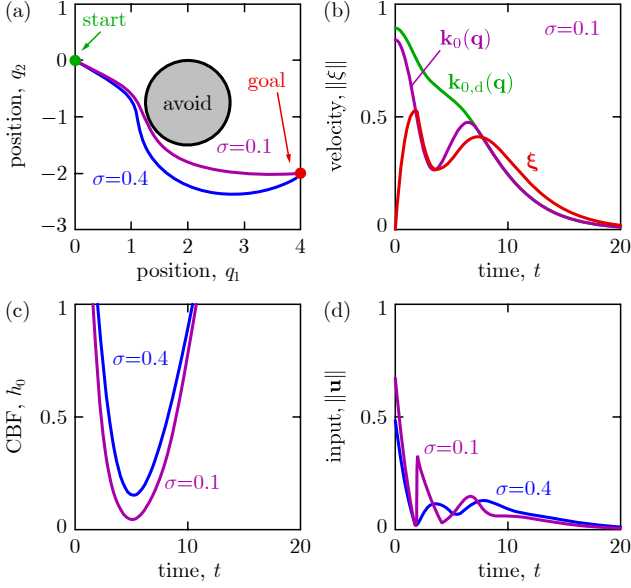 (a)
start
0
−1
−2
−3
position, q₂
avoid
goal
σ=0.1
σ=0.4
0 1 2 3 4
position, q₁
(b)
1
0.5
0
velocity, ‖ξ‖
σ=0.1
k₀(q)
k₀,d(q)
ξ
0 10 20
time, t
(c)
1
0.5
0
CBF, h₀
σ=0.4
σ=0.1
0 10 20
time, t
(d)
1
0.5
0
input, ‖u‖
σ=0.1
σ=0.4
0 10 20
time, t